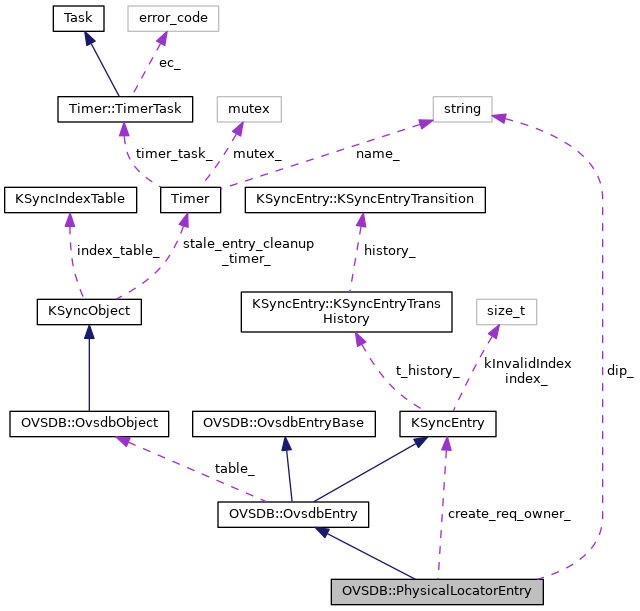 Task
error_code
ec_
Timer::TimerTask
mutex
string
timer_task_
mutex_
name_
KSyncIndexTable
Timer
KSyncEntry::KSyncEntryTransition
index_table_
stale_entry_cleanup
_timer_
history_
KSyncObject
KSyncEntry::KSyncEntryTrans
History
size_t
t_history_
kInvalidIndex
index_
dip_
OVSDB::OvsdbObject
OVSDB::OvsdbEntryBase
KSyncEntry
table_
OVSDB::OvsdbEntry
create_req_owner_
OVSDB::PhysicalLocatorEntry